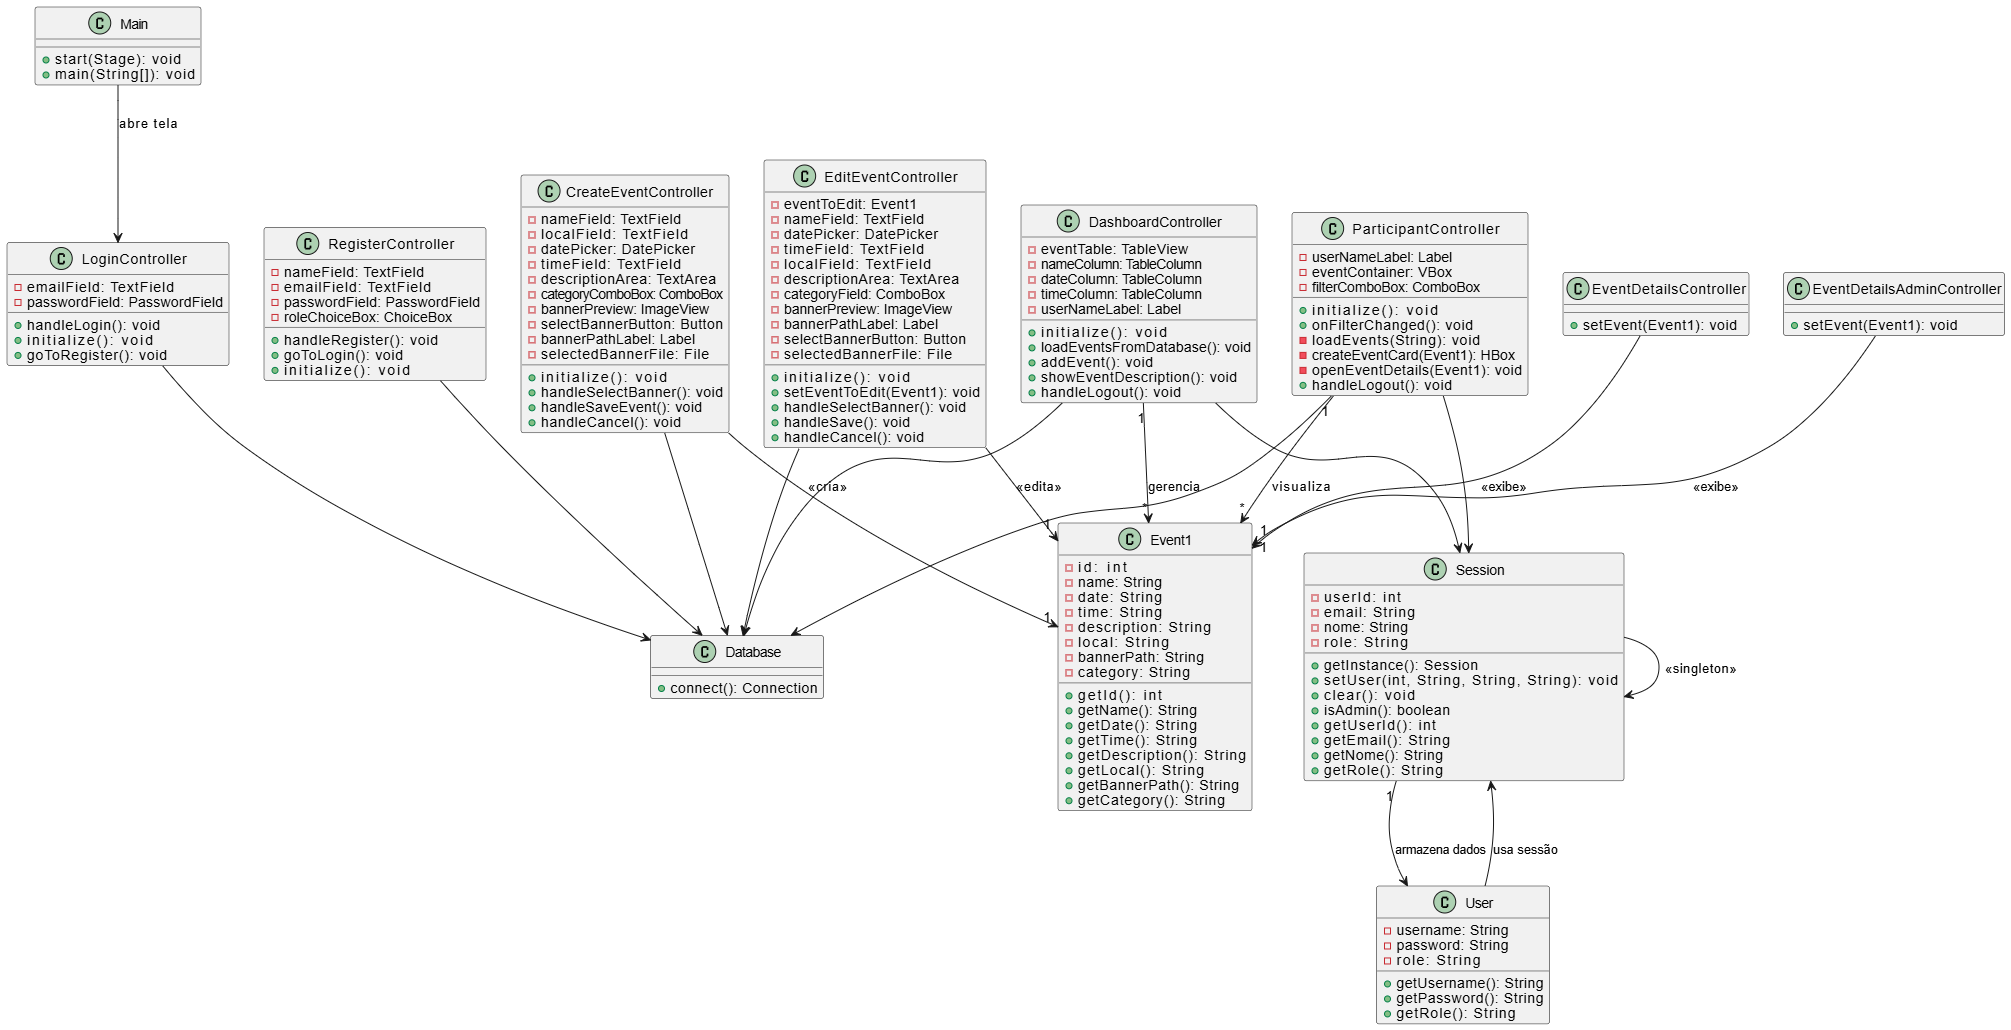 C Main
start(Stage): void
main(String[]): void
abre tela
C LoginController
emailField: TextField
passwordField: PasswordField
handleLogin(): void
initialize(): void
goToRegister(): void
C RegisterController
nameField: TextField
emailField: TextField
passwordField: PasswordField
roleChoiceBox: ChoiceBox
handleRegister(): void
goToLogin(): void
initialize(): void
C CreateEventController
nameField: TextField
localField: TextField
datePicker: DatePicker
timeField: TextField
descriptionArea: TextArea
categoryComboBox: ComboBox
bannerPreview: ImageView
selectBannerButton: Button
bannerPathLabel: Label
selectedBannerFile: File
initialize(): void
handleSelectBanner(): void
handleSaveEvent(): void
handleCancel(): void
C EditEventController
eventToEdit: Event1
nameField: TextField
datePicker: DatePicker
timeField: TextField
localField: TextField
descriptionArea: TextArea
categoryField: ComboBox
bannerPreview: ImageView
bannerPathLabel: Label
selectBannerButton: Button
selectedBannerFile: File
initialize(): void
setEventToEdit(Event1): void
handleSelectBanner(): void
handleSave(): void
handleCancel(): void
C DashboardController
eventTable: TableView
nameColumn: TableColumn
dateColumn: TableColumn
timeColumn: TableColumn
userNameLabel: Label
initialize(): void
loadEventsFromDatabase(): void
addEvent(): void
showEventDescription(): void
handleLogout(): void
C ParticipantController
userNameLabel: Label
eventContainer: VBox
filterComboBox: ComboBox
initialize(): void
onFilterChanged(): void
loadEvents(String): void
createEventCard(Event1): HBox
openEventDetails(Event1): void
handleLogout(): void
C EventDetailsController
setEvent(Event1): void
C EventDetailsAdminController
setEvent(Event1): void
1
1
«cria»
«edita»
gerencia
visualiza
«exibe»
«exibe»
*
*
1
1
1
1
C Database
connect(): Connection
C Event1
id: int
name: String
date: String
time: String
description: String
local: String
bannerPath: String
category: String
getId(): int
getName(): String
getDate(): String
getTime(): String
getDescription(): String
getLocal(): String
getBannerPath(): String
getCategory(): String
C Session
userId: int
email: String
nome: String
role: String
getInstance(): Session
setUser(int, String, String, String): void
clear(): void
isAdmin(): boolean
getUserId(): int
getEmail(): String
getNome(): String
getRole(): String
«singleton»
1
armazena dados
usa sessão
C User
username: String
password: String
role: String
getUsername(): String
getPassword(): String
getRole(): String